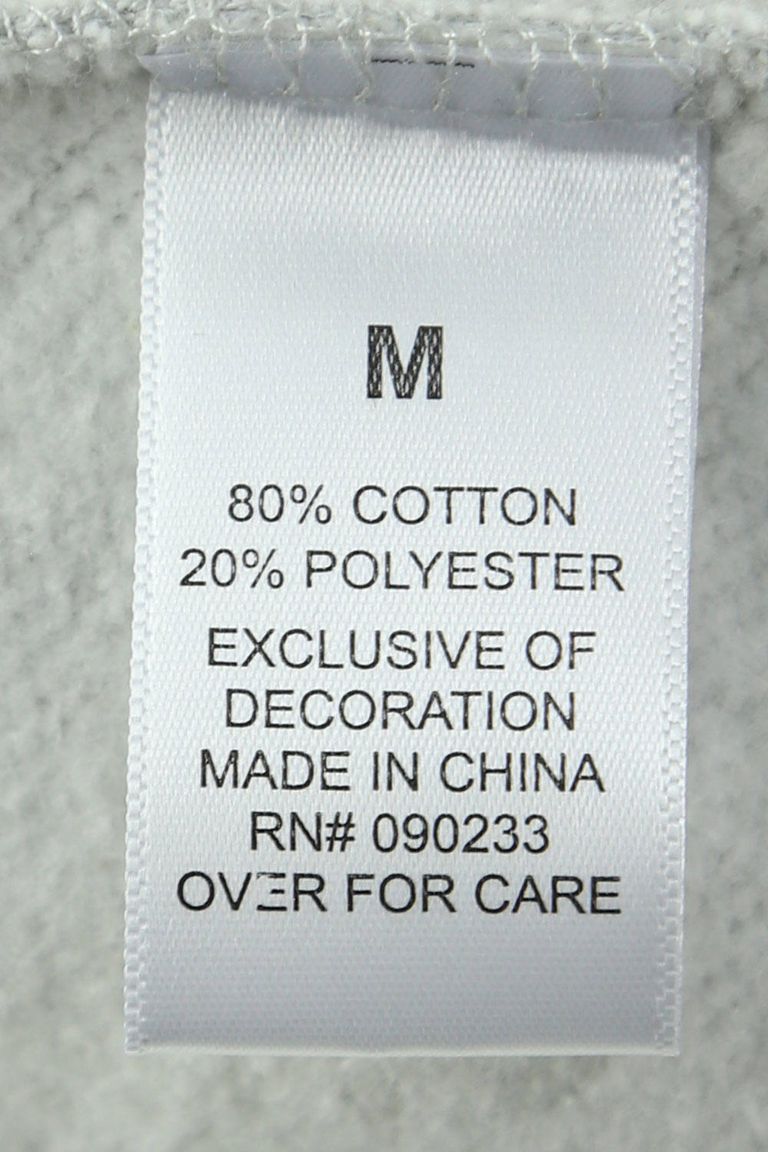 M
80% COTTON
20% POLYESTER
EXCLUSIVE OF
DECORATION
MADE IN CHINA
RN# 090233
OVER FOR CARE